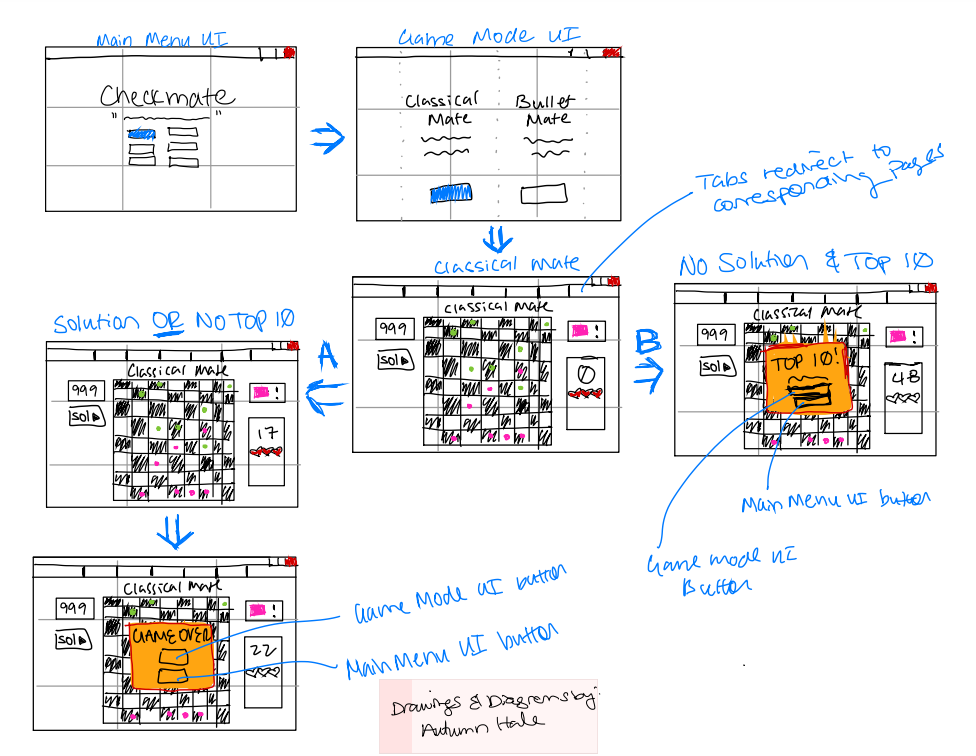 Main Menu UI
Game Mode UI
Checkmate
" "
Classical
Mate
Bullet
Mate
Tabs redirect to
corresponding pages
Classical Mate
Classical Mate
999
sol
!
0
A
B
Solution OR No TOP 10
Classical Mate
999
sol
!
17
No Solution & TOP 10
Classical Mate
999
sol
!
TOP 10!
48
Main Menu UI button
Game mode UI
Button
Classical Mate
999
sol
!
GAME OVER
22
Game Mode UI button
Main Menu UI button
Drawings & Diagrams by:
Autumn Hale